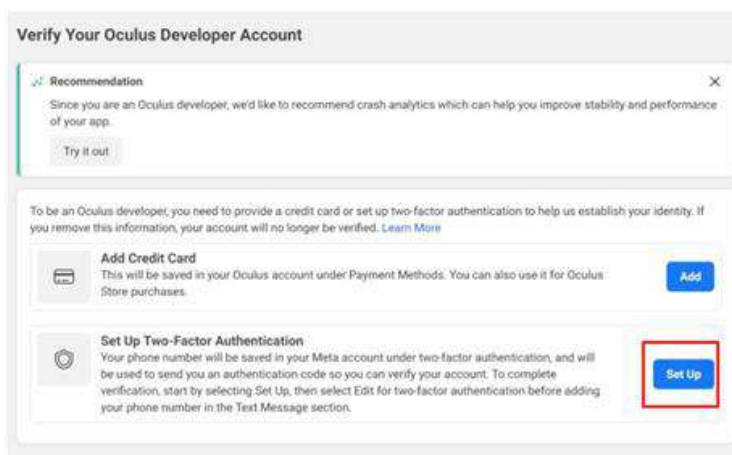 Verify Your Oculus Developer Account
Recommendation
Since you are an Oculus developer, we'd like to recommend crash analytics which can help you improve stability and performance
of your app.
Try it out
To be an Oculus developer, you need to provide a credit card or set up two-factor authentication to help us establish your identity. If
you remove this information, your account will no longer be verified. Learn More
Add Credit Card
This will be saved in your Oculus account under Payment Methods. You can also use it for Oculus
Store purchases.
Add
Set Up Two-Factor Authentication
Your phone number will be saved in your Meta account under two-factor authentication, and will
be used to send you an authentication code so you can verify your account. To complete
verification, start by selecting Set Up, then select Edit for two-factor authentication before adding
your phone number in the Text Message section.
Set Up